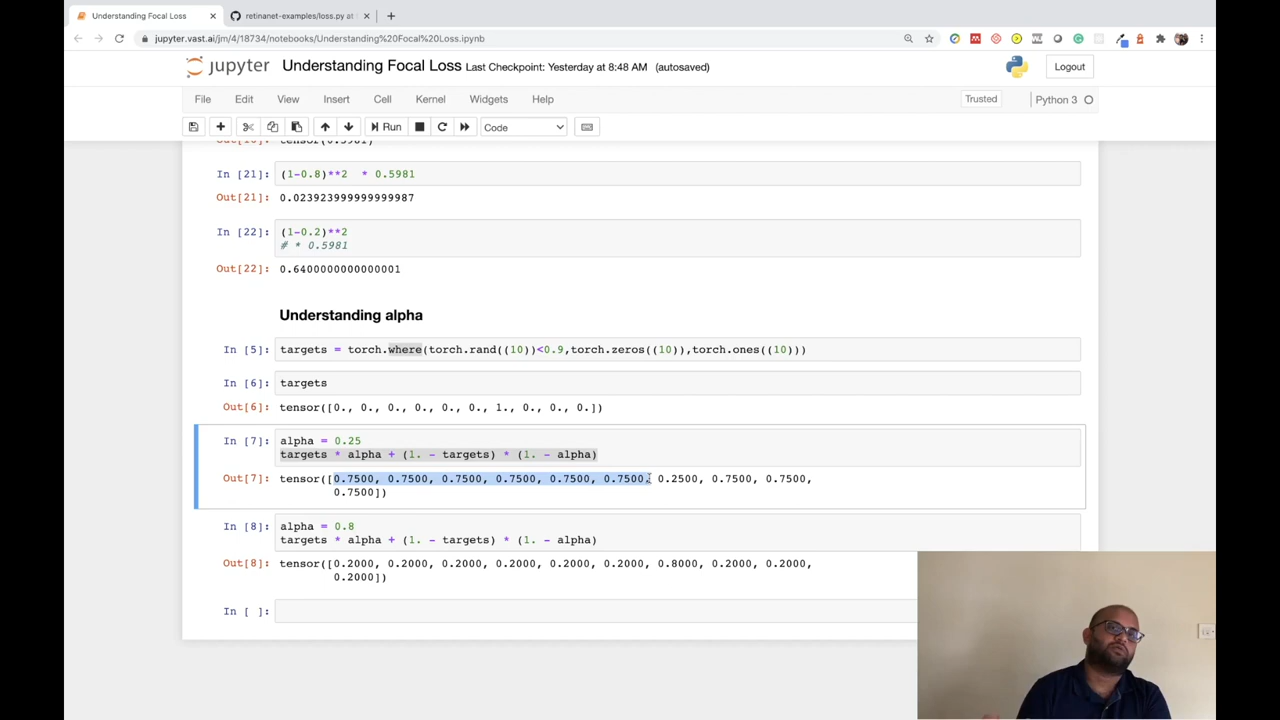 Understanding Focal Loss
retinanet-examples/loss.py at
jupyter.vast.ai/jm/4/18734/notebooks/Understanding%20Focal%20Loss.ipynb
jupyter Understanding Focal Loss Last Checkpoint: Yesterday at 8:48 AM (autosaved)
Logout
File Edit View Insert Cell Kernel Widgets Help
Trusted Python 3
Run Code
In [21]: (1-0.8)**2 * 0.5981
Out[21]: 0.023923999999999987
In [22]: (1-0.2)**2
# * 0.5981
Out[22]: 0.6400000000000001
Understanding alpha
In [5]: targets = torch.where(torch.rand((10))<0.9,torch.zeros((10)),torch.ones((10)))
In [6]: targets
Out[6]: tensor([0., 0., 0., 0., 0., 0., 1., 0., 0., 0.])
In [7]: alpha = 0.25
targets * alpha + (1. - targets) * (1. - alpha)
Out[7]: tensor([0.7500, 0.7500, 0.7500, 0.7500, 0.7500, 0.7500, 0.2500, 0.7500, 0.7500,
0.7500])
In [8]: alpha = 0.8
targets * alpha + (1. - targets) * (1. - alpha)
Out[8]: tensor([0.2000, 0.2000, 0.2000, 0.2000, 0.2000, 0.2000, 0.8000, 0.2000, 0.2000,
0.2000])
In [ ]: